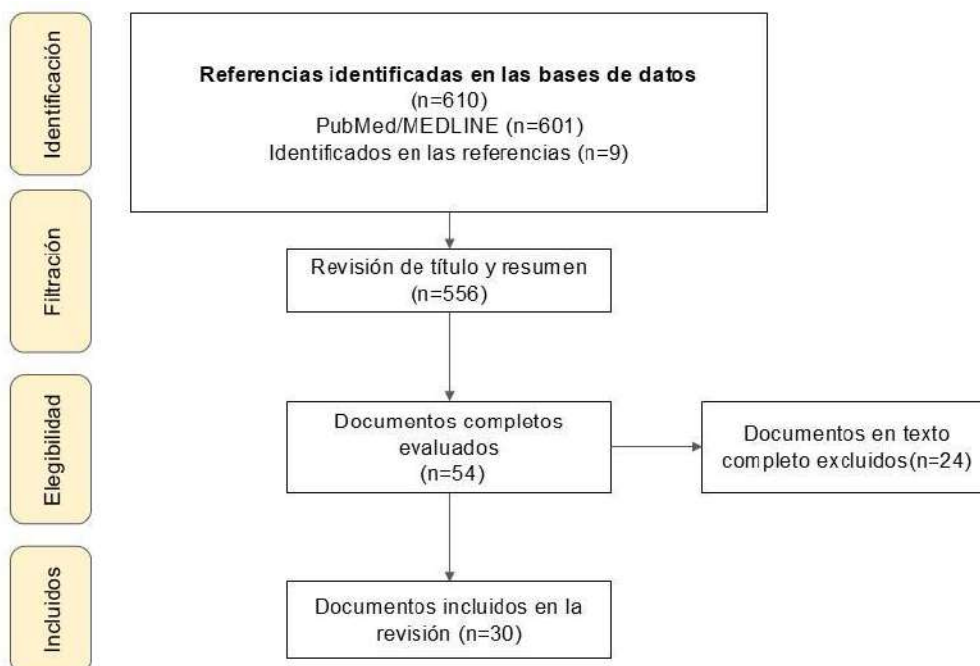 Identificación
Referencias identificadas en las bases de datos
(n=610)
PubMed/MEDLINE (n=601)
Identificados en las referencias (n=9)
Filtración
Revisión de título y resumen
(n=556)
Elegibilidad
Documentos completos
evaluados
(n=54)
Documentos en texto
completo excluidos(n=24)
Incluidos
Documentos incluidos en la
revisión (n=30)